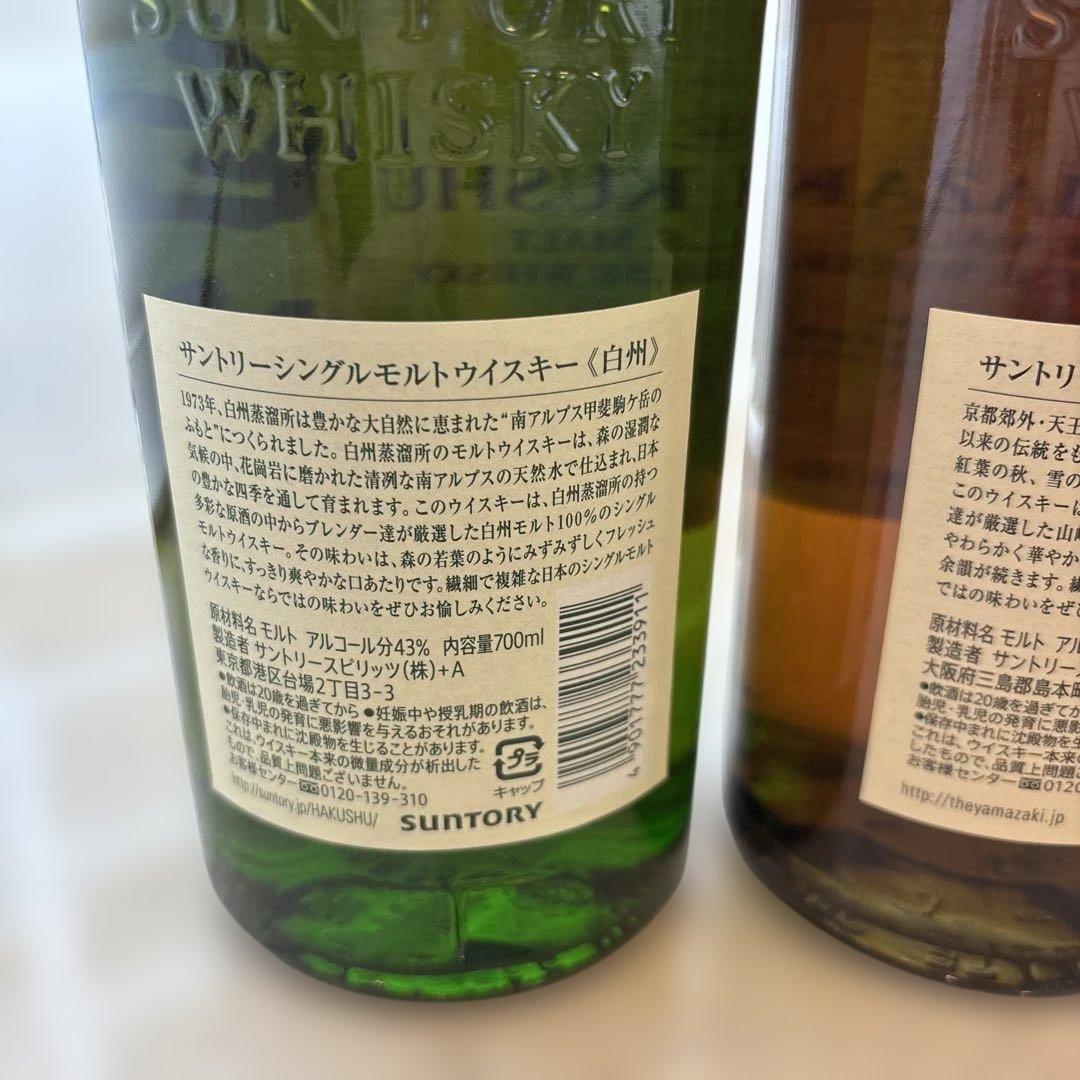 SUNTORY
WHISKY
KUSHU
MALT
SE WHISKY
サントリーシングルモルトウイスキー《白州》
1973年、白州蒸溜所は豊かな大自然に恵まれた“南アルプス甲斐駒ケ岳の
ふもと”につくられました。白州蒸溜所のモルトウイスキーは、森の湿潤な
気候の中、花崗岩に磨かれた清冽な南アルプスの天然水で仕込まれ、日本
の豊かな四季を通して育まれます。このウイスキーは、白州蒸溜所の持つ
多彩な原酒の中からブレンダー達が厳選した白州モルト100%のシングル
モルトウイスキー。その味わいは、森の若葉のようにみずみずしくフレッシュ
な香りに、すっきり爽やかな口あたりです。繊細で複雑な日本のシングルモルト
ウイスキーならではの味わいをぜひお愉しみください。
原材料名 モルト アルコール分43% 内容量700ml
製造者 サントリースピリッツ(株)+A
東京都港区台場2丁目3-3
●飲酒は20歳を過ぎてから ●妊娠中や授乳期の飲酒は、
胎児・乳児の発育に悪影響を与えるおそれがあります。
●保存中まれに沈殿物を生じることがあります。
これは、ウイスキー本来の微量成分が析出した
もので、品質上問題ございません。
お客様センター 0120-139-310
http://suntory.jp/HAKUSHU/
プラ
キャップ
SUNTORY
4 901777 233911
サントリ
京都郊外・天王
以来の伝統をも
紅葉の秋、雪の
このウイスキーは
達が厳選した山崎
やわらかく華やか
余韻が続きます。繊
ではの味わいをぜひ
原材料名 モルト アル
製造者 サントリー
大阪府三島郡島本町
●飲酒は20歳を過ぎてか
胎児・乳児の発育に悪影
●保存中まれに沈殿物を生
これは、ウイスキー本来の
したもので、品質上問題
お客様センター 0120
http://theyamazaki.jp